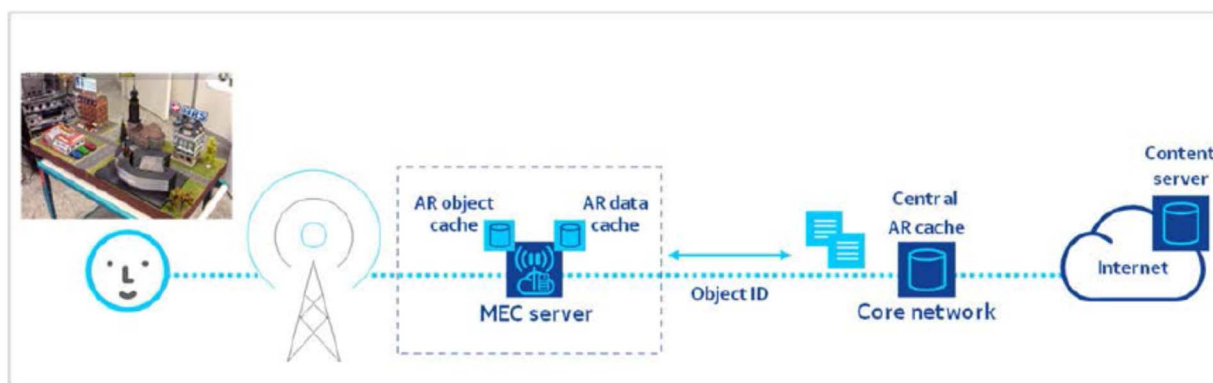 AR object
cache
AR data
cache
MEC server
Object ID
Central
AR cache
Core network
Content
server
Internet